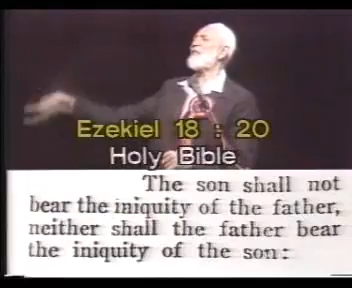 Ezekiel 18 : 20
Holy Bible
The son shall not
bear the iniquity of the father,
neither shall the father bear
the iniquity of the son: